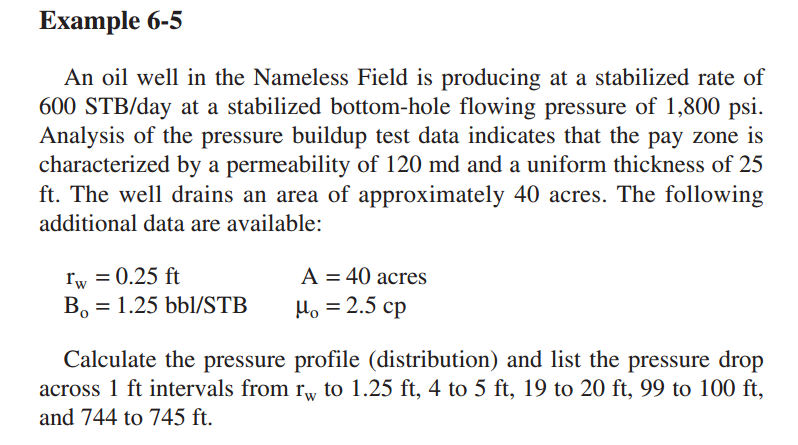 Example 6-5
An oil well in the Nameless Field is producing at a stabilized rate of
600 STB/day at a stabilized bottom-hole flowing pressure of 1,800 psi.
Analysis of the pressure buildup test data indicates that the pay zone is
characterized by a permeability of 120 md and a uniform thickness of 25
ft. The well drains an area of approximately 40 acres. The following
additional data are available:
r_w = 0.25 ft A = 40 acres
B_o = 1.25 bbl/STB μ_o = 2.5 cp
Calculate the pressure profile (distribution) and list the pressure drop
across 1 ft intervals from r_w to 1.25 ft, 4 to 5 ft, 19 to 20 ft, 99 to 100 ft,
and 744 to 745 ft.